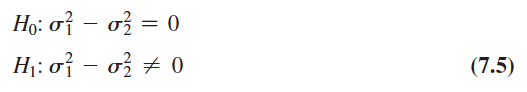 H₀: σ₁² − σ₂² = 0
H₁: σ₁² − σ₂² ≠ 0 (7.5)